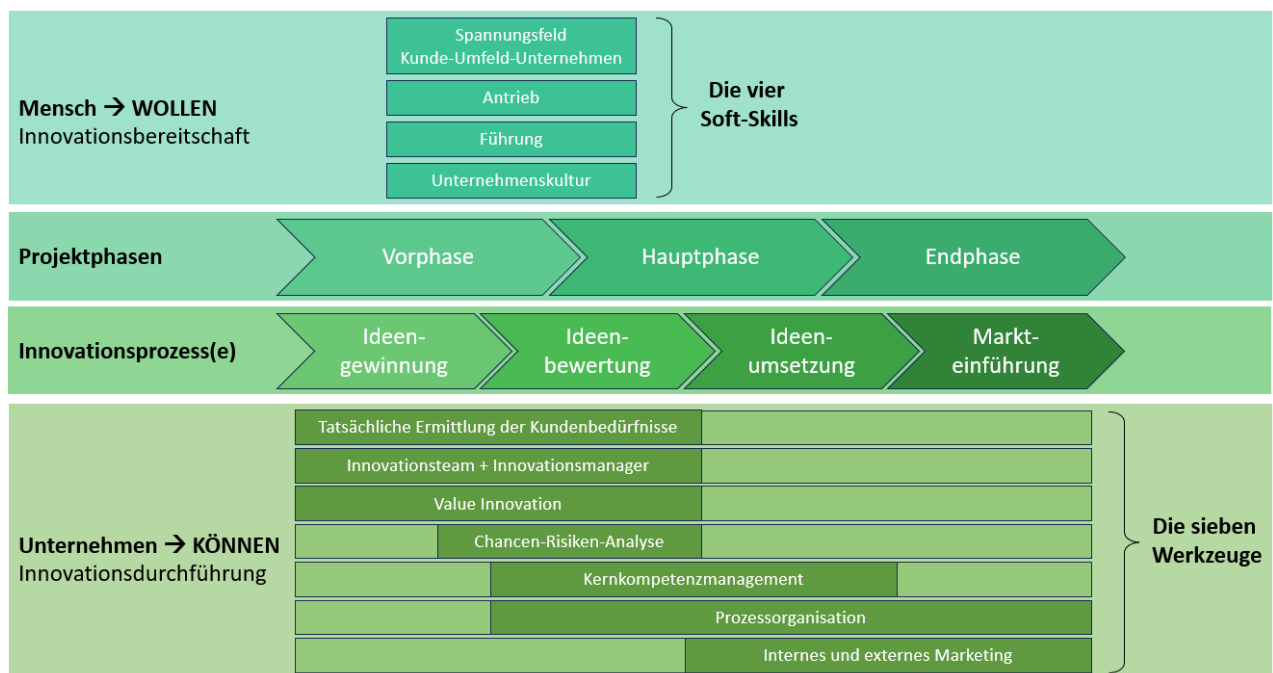 Spannungsfeld
Kunde-Umfeld-Unternehmen
Antrieb
Führung
Unternehmenskultur
Die vier
Soft-Skills
Mensch → WOLLEN
Innovationsbereitschaft
Projektphasen
Vorphase
Hauptphase
Endphase
Innovationsprozess(e)
Ideen-
gewinnung
Ideen-
bewertung
Ideen-
umsetzung
Markt-
einführung
Unternehmen → KÖNNEN
Innovationsdurchführung
Tatsächliche Ermittlung der Kundenbedürfnisse
Innovationsteam + Innovationsmanager
Value Innovation
Chancen-Risiken-Analyse
Kernkompetenzmanagement
Prozessorganisation
Internes und externes Marketing
Die sieben
Werkzeuge